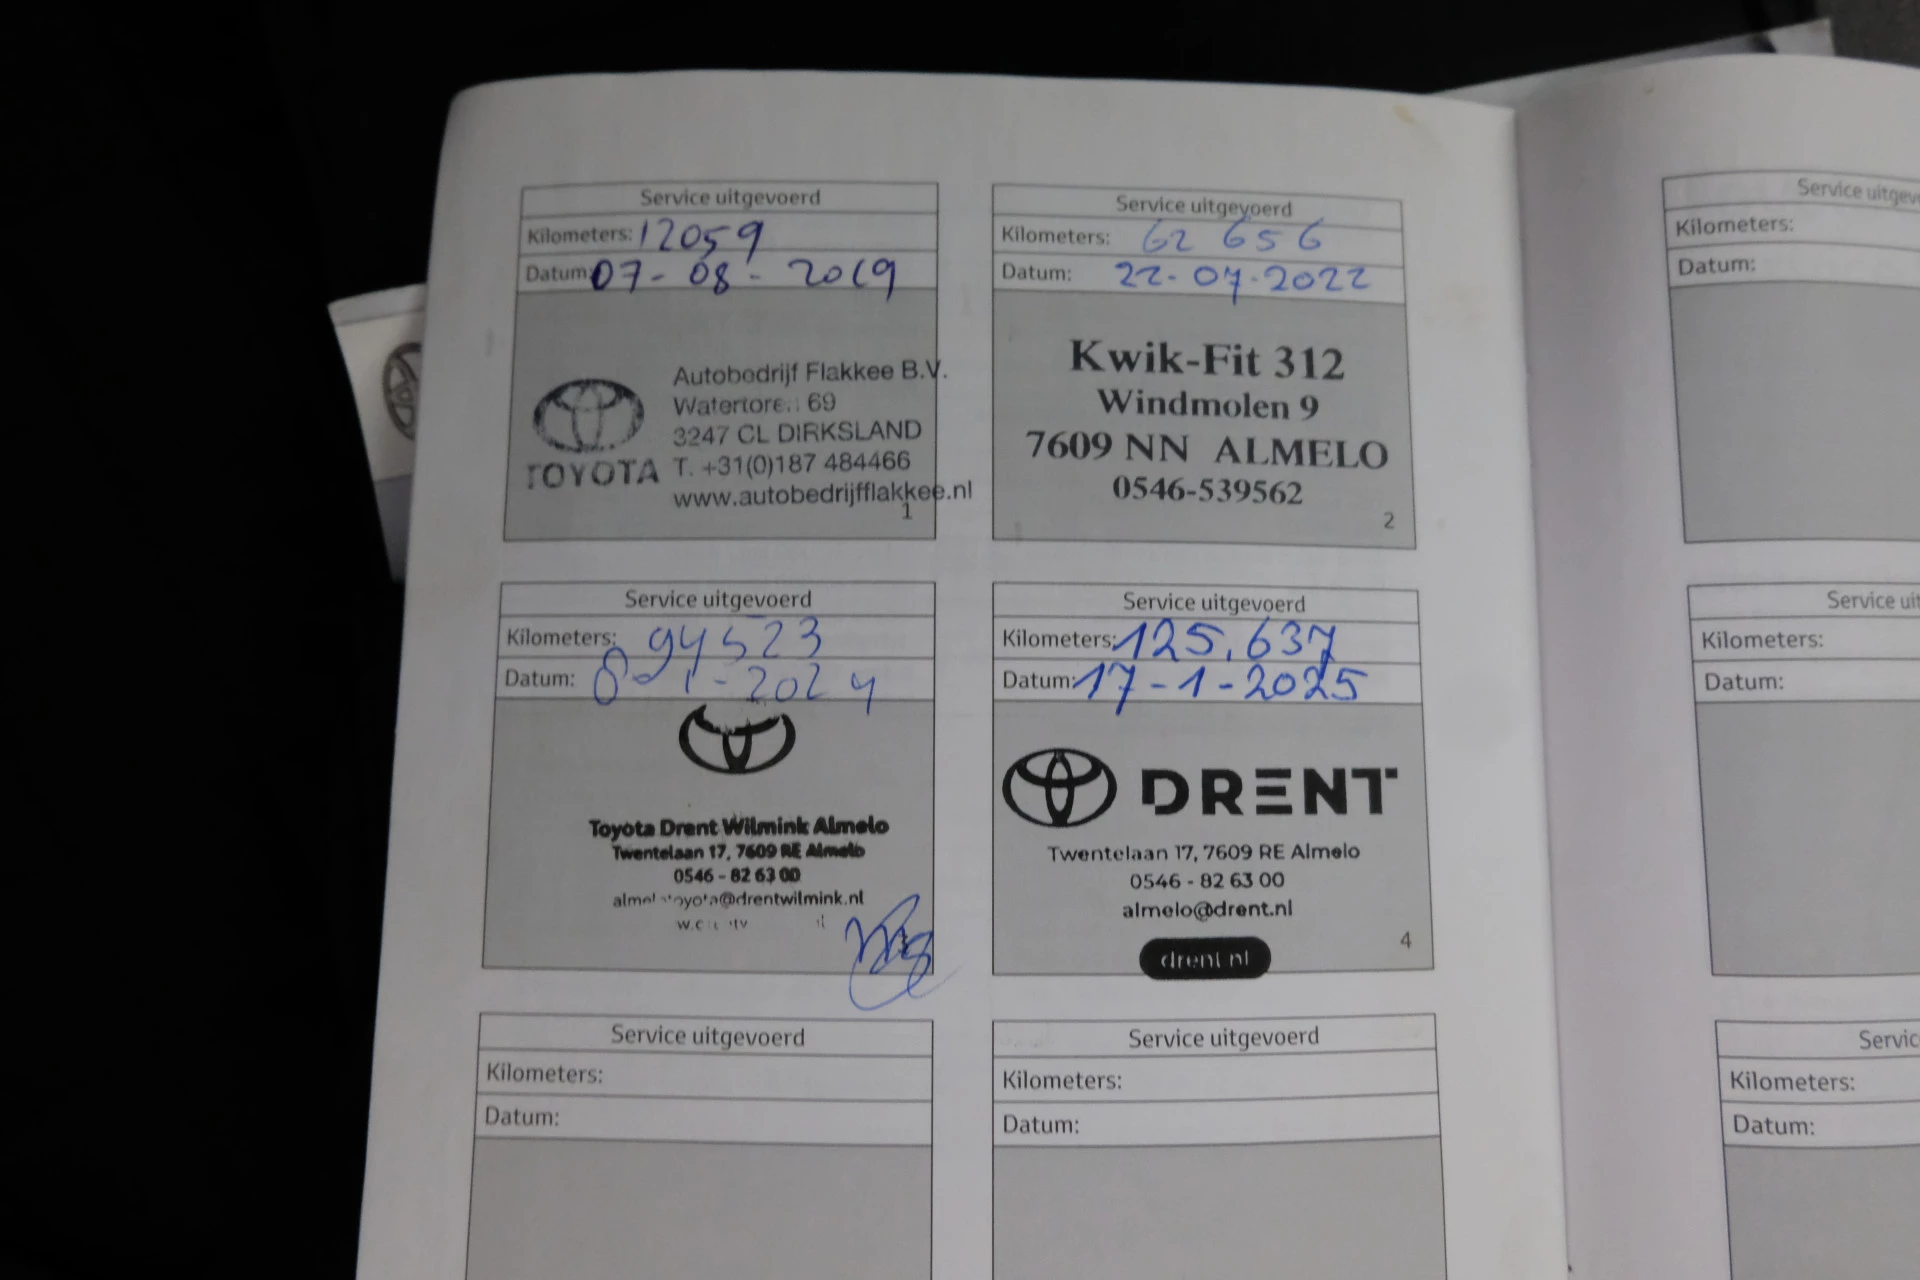 Service uitgevoerd
Kilometers: 12059
Datum: 07-08-2019
TOYOTA
Autobedrijf Flakkee B.V.
69
3247 CL DIRKSLAND
T. +31(0)187 484466
www.autobedrijfflakkee.nl
1
Service uitgevoerd
Kilometers: 62 656
Datum: 22-07-2022
Kwik-Fit 312
Windmolen 9
7609 NN ALMELO
0546-539562
2
Service uitgevoerd
Kilometers: 94523
Datum: 8-1-2024
Toyota Drent Wilmink Almelo
Twentelaan 17, 7609 RE Almelo
0546 - 82 63 00
Service uitgevoerd
Kilometers: 125.637
Datum: 17-1-2025
DRENT
Twentelaan 17, 7609 RE Almelo
0546 - 82 63 00
almelo@drent.nl
drent.nl
4
Service uitgevoerd
Kilometers:
Datum:
Service uitgevoerd
Kilometers:
Datum:
Service
Kilometers:
Datum:
Service
Kilometers:
Datum:
Kilometers:
Datum: